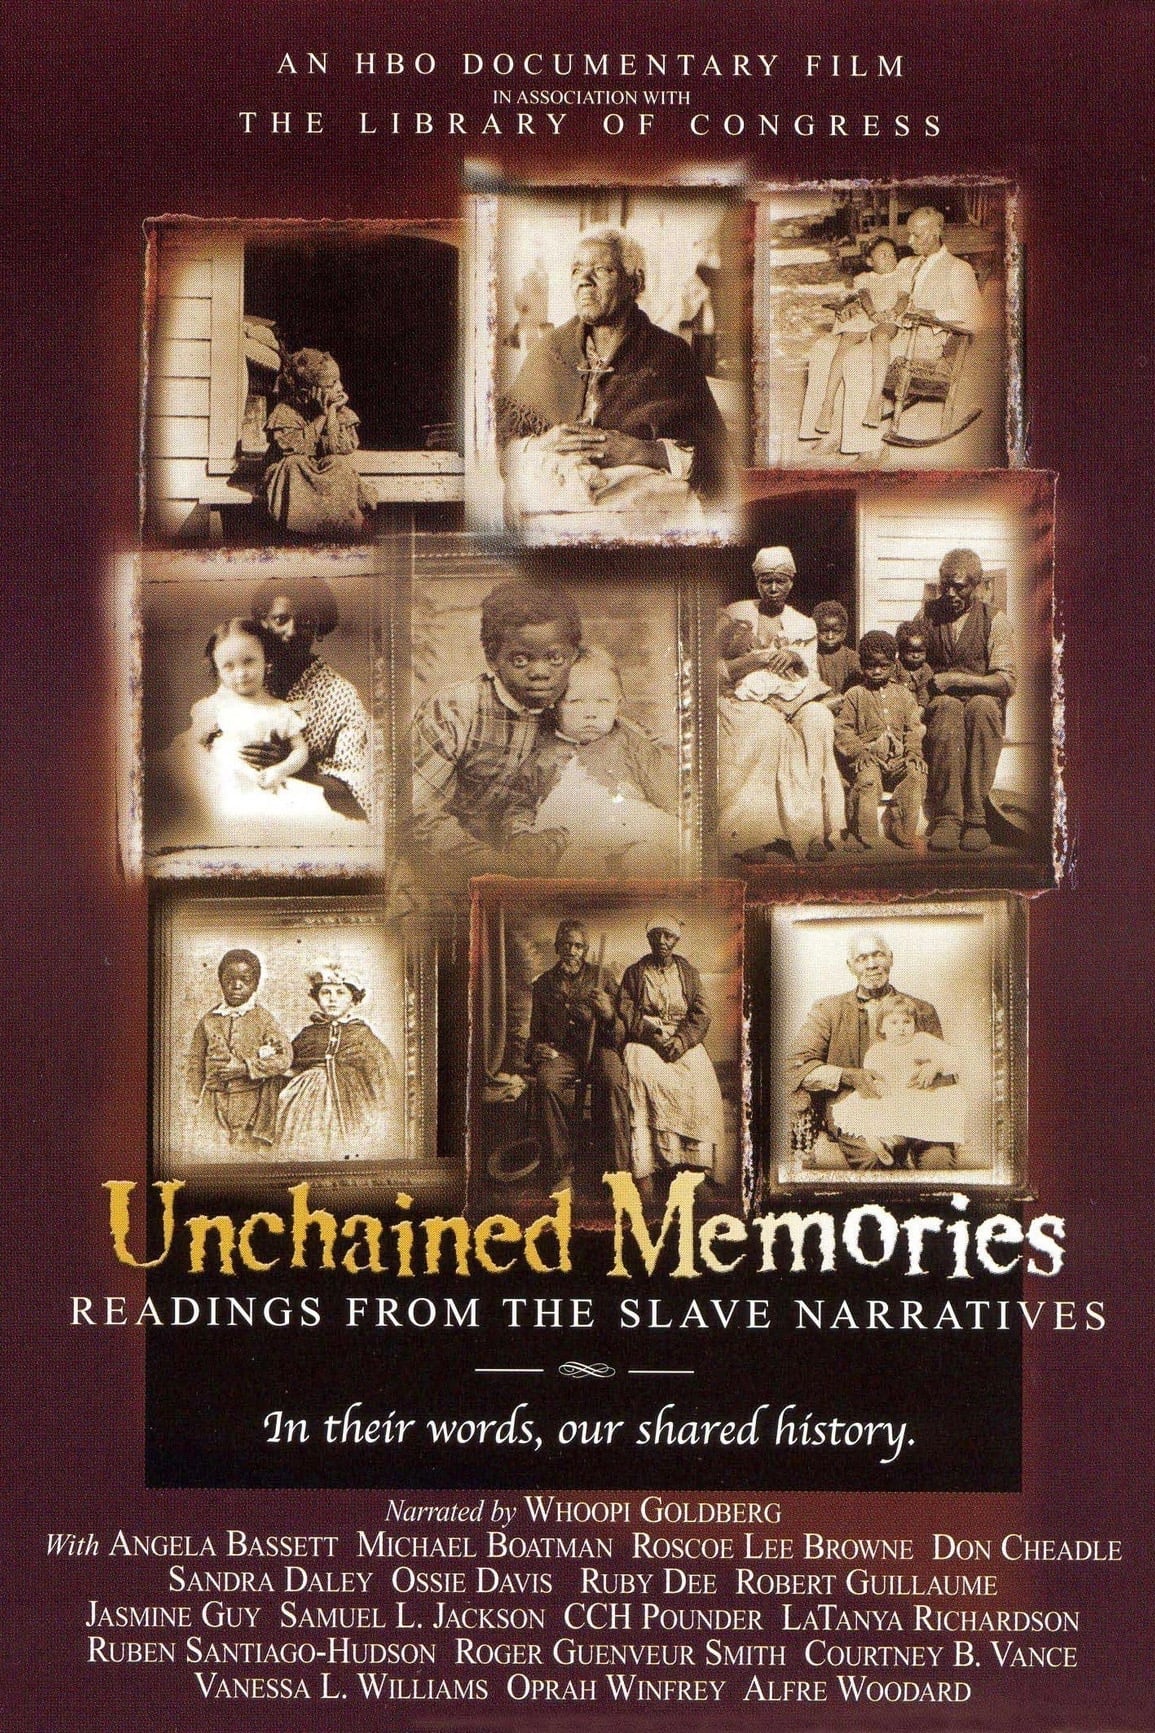 AN HBO DOCUMENTARY FILM
IN ASSOCIATION WITH
THE LIBRARY OF CONGRESS
Unchained Memories
READINGS FROM THE SLAVE NARRATIVES
In their words, our shared history.
Narrated by WHOOPI GOLDBERG
With ANGELA BASSETT MICHAEL BOATMAN ROSCOE LEE BROWNE DON CHEADLE
SANDRA DALEY OSSIE DAVIS RUBY DEE ROBERT GUILLAUME
JASMINE GUY SAMUEL L. JACKSON CCH POUNDER LATANYA RICHARDSON
RUBEN SANTIAGO-HUDSON ROGER GUENVEUR SMITH COURTNEY B. VANCE
VANESSA L. WILLIAMS OPRAH WINFREY ALFRE WOODARD